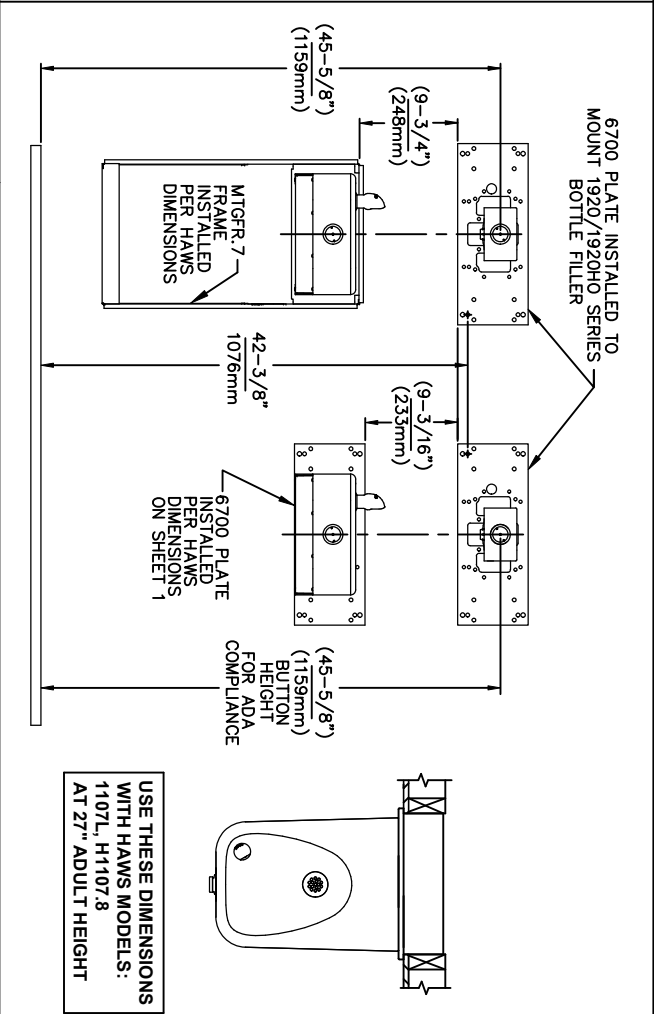 6700 PLATE INSTALLED TO
MOUNT 1920/1920HO SERIES
BOTTLE FILLER
(45-5/8")
(1159mm)
(9-3/4")
(248mm)
MTGFR.7
FRAME
INSTALLED
PER HAWS
DIMENSIONS
42-3/8"
1076mm
(9-3/16")
(233mm)
6700 PLATE
INSTALLED
PER HAWS
DIMENSIONS
ON SHEET 1
(45-5/8")
(1159mm)
BUTTON
HEIGHT
FOR ADA
COMPLIANCE
USE THESE DIMENSIONS
WITH HAWS MODELS:
1107L, H1107.8
AT 27" ADULT HEIGHT